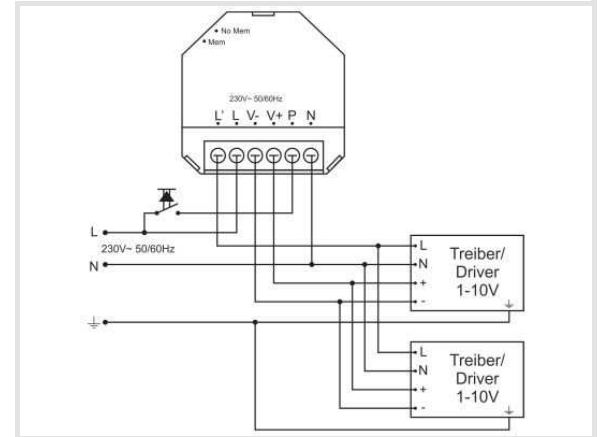 No Mem
Mem
230V~ 50/60Hz
L' L V- V+ P N
L
230V~ 50/60Hz
N
L
N
+
-
Treiber/
Driver
1-10V
L
N
+
-
Treiber/
Driver
1-10V